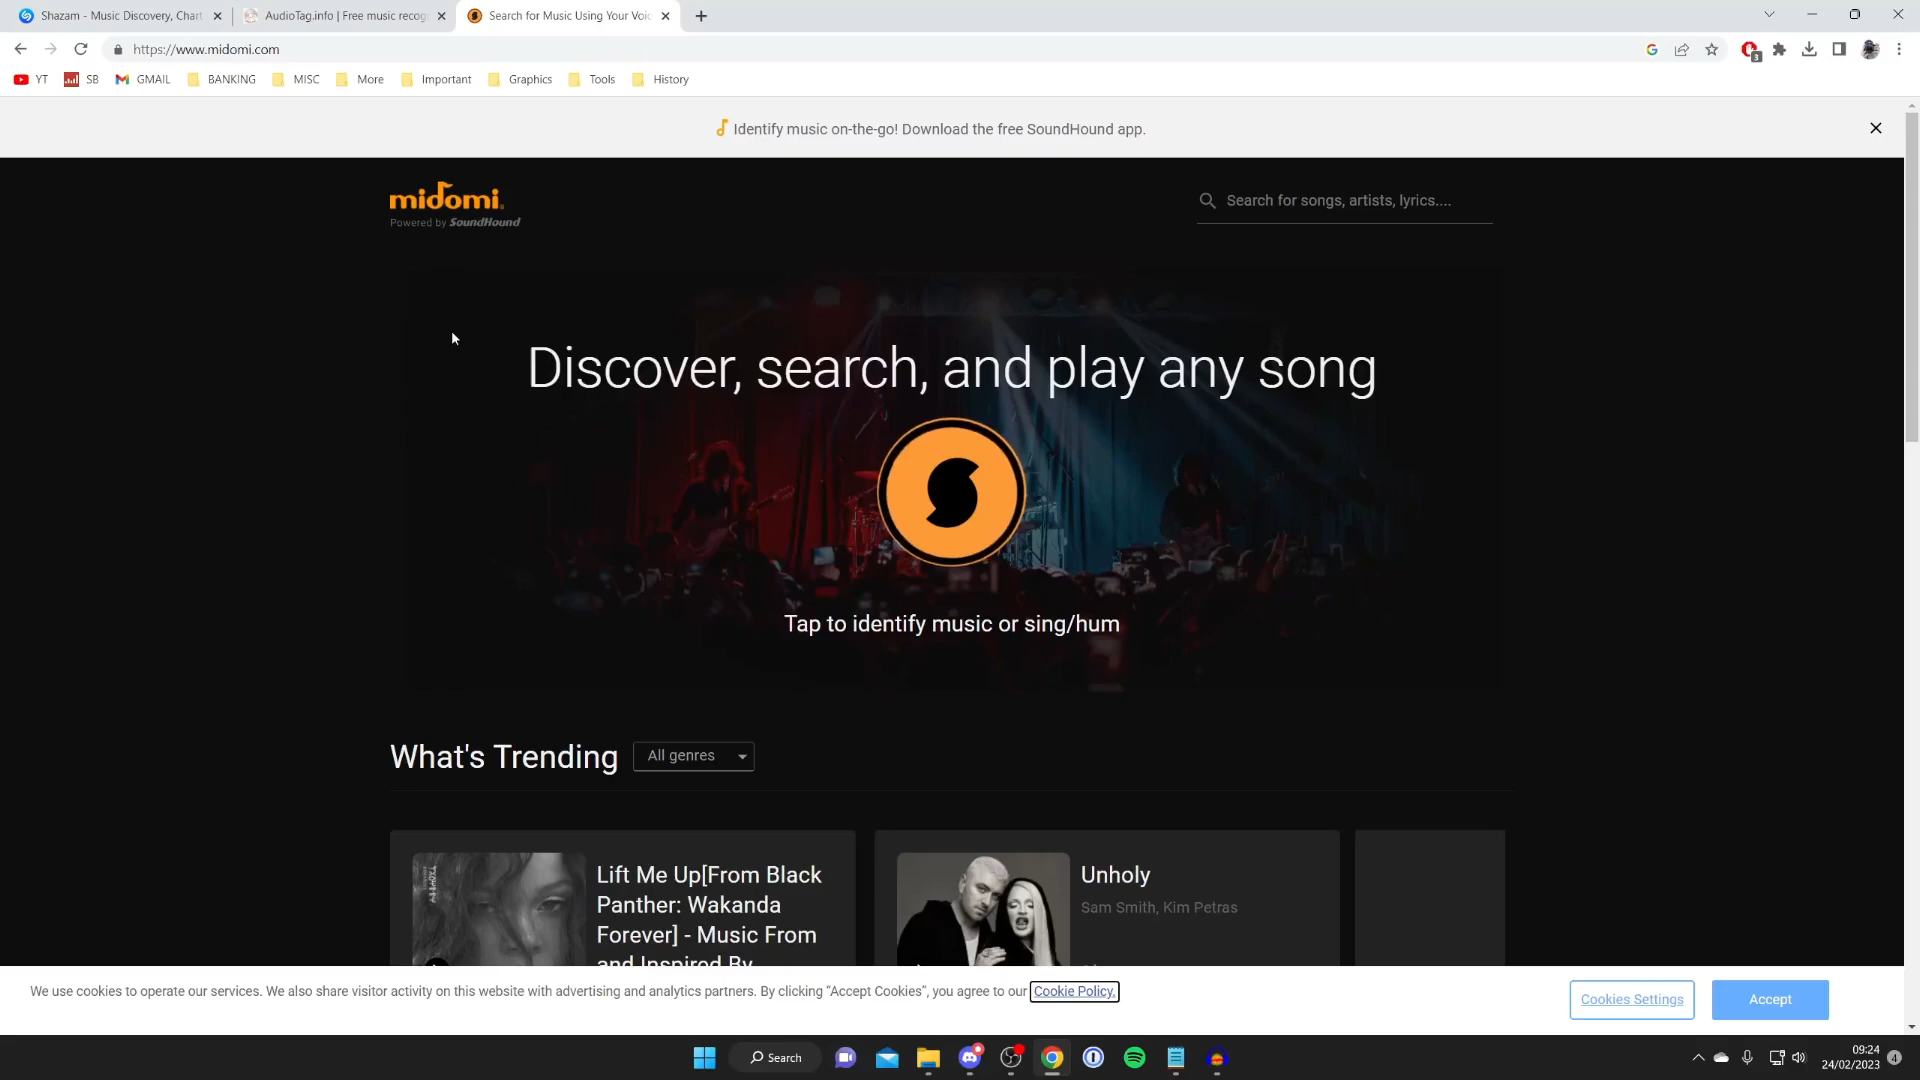 Shazam - Music Discovery, Chart
AudioTag.info | Free music recog
Search for Music Using Your Voic
https://www.midomi.com
3
YT
SB
GMAIL
BANKING
MISC
More
Important
Graphics
Tools
History
Identify music on-the-go! Download the free SoundHound app.
midomi
Powered by SoundHound
Search for songs, artists, lyrics....
Discover, search, and play any song
Tap to identify music or sing/hum
What's Trending
All genres
Lift Me Up[From Black
Panther: Wakanda
Forever] - Music From
and Inspired By
Unholy
Sam Smith, Kim Petras
We use cookies to operate our services. We also share visitor activity on this website with advertising and analytics partners. By clicking “Accept Cookies”, you agree to our Cookie Policy.
Cookies Settings
Accept
Search
09:24
24/02/2023
4